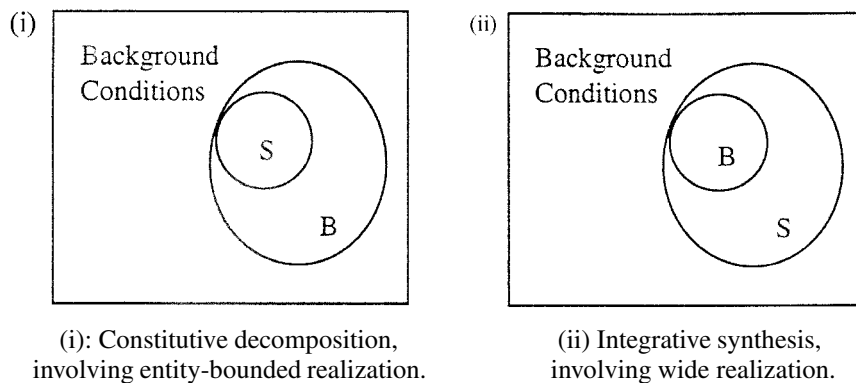 (i)
Background
Conditions
S
B
(ii)
Background
Conditions
B
S
(i): Constitutive decomposition,
involving entity-bounded realization.
(ii) Integrative synthesis,
involving wide realization.